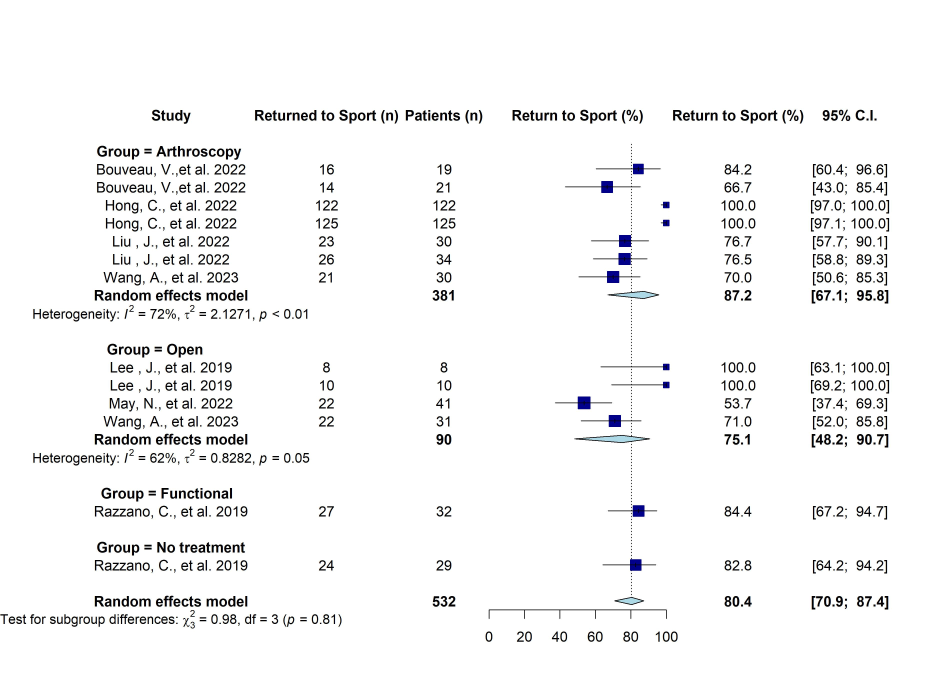 Study Returned to Sport (n) Patients (n) Return to Sport (%) Return to Sport (%) 95% C.I.
Group = Arthroscopy
Bouveau, V.,et al. 2022 16 19 84.2 [60.4; 96.6]
Bouveau, V.,et al. 2022 14 21 66.7 [43.0; 85.4]
Hong, C., et al. 2022 122 122 100.0 [97.0; 100.0]
Hong, C., et al. 2022 125 125 100.0 [97.1; 100.0]
Liu , J., et al. 2022 23 30 76.7 [57.7; 90.1]
Liu , J., et al. 2022 26 34 76.5 [58.8; 89.3]
Wang, A., et al. 2023 21 30 70.0 [50.6; 85.3]
Random effects model 381 87.2 [67.1; 95.8]
Heterogeneity: I² = 72%, τ² = 2.1271, p < 0.01
Group = Open
Lee , J., et al. 2019 8 8 100.0 [63.1; 100.0]
Lee , J., et al. 2019 10 10 100.0 [69.2; 100.0]
May, N., et al. 2022 22 41 53.7 [37.4; 69.3]
Wang, A., et al. 2023 22 31 71.0 [52.0; 85.8]
Random effects model 90 75.1 [48.2; 90.7]
Heterogeneity: I² = 62%, τ² = 0.8282, p = 0.05
Group = Functional
Razzano, C., et al. 2019 27 32 84.4 [67.2; 94.7]
Group = No treatment
Razzano, C., et al. 2019 24 29 82.8 [64.2; 94.2]
Random effects model 532 80.4 [70.9; 87.4]
Test for subgroup differences: χ²₃ = 0.98, df = 3 (p = 0.81)
0 20 40 60 80 100